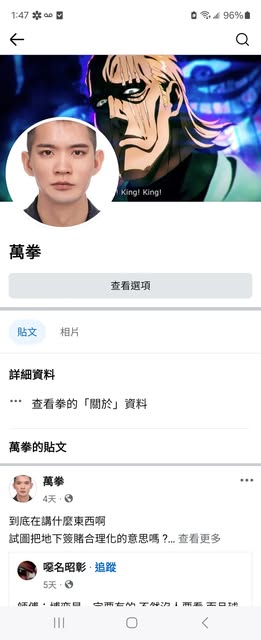 1:47
96%
King! King!
萬拳
查看選項
貼文
相片
詳細資料
查看拳的「關於」資料
萬拳的貼文
萬拳
4天
到底在講什麼東西啊
試圖把地下簽賭合理化的意思嗎？... 查看更多
噁名昭彰 · 追蹤
5天